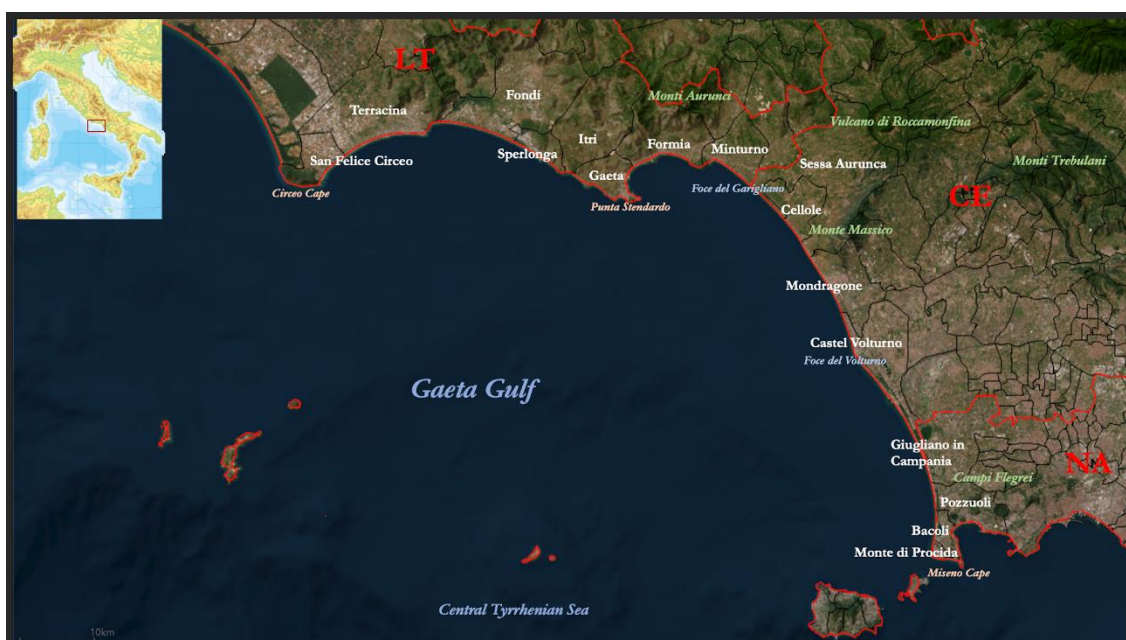 LT
Fondi
Terracina
Monti Aurunci
Vulcano di Roccamonfina
Itri
Formia
Minturno
San Felice Circeo
Sperlonga
Sessa Aurunca
Monti Trebulani
Gaeta
Circeo Cape
Punta Stendardo
Foce del Garigliano
CE
Cellole
Monte Massico
Mondragone
Castel Volturno
Foce del Volturno
Gaeta Gulf
Giugliano in
Campania
NA
Campi Flegrei
Pozzuoli
Bacoli
Monte di Procida
Miseno Cape
Central Tyrrhenian Sea
10km